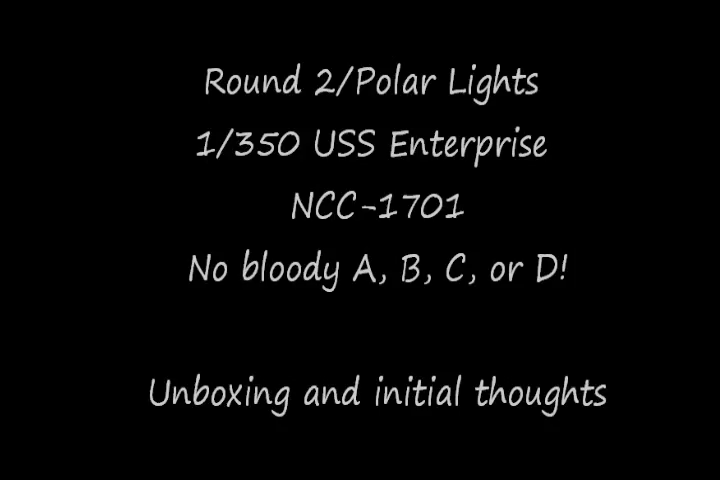 Round 2/Polar Lights
1/350 USS Enterprise
NCC-1701
No bloody A, B, C, or D!
Unboxing and initial thoughts